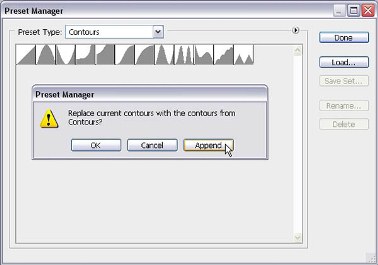 Preset Manager
Preset Type: Contours
Done
Load...
Save Set...
Rename...
Delete
Preset Manager
Replace current contours with the contours from
Contours?
OK
Cancel
Append